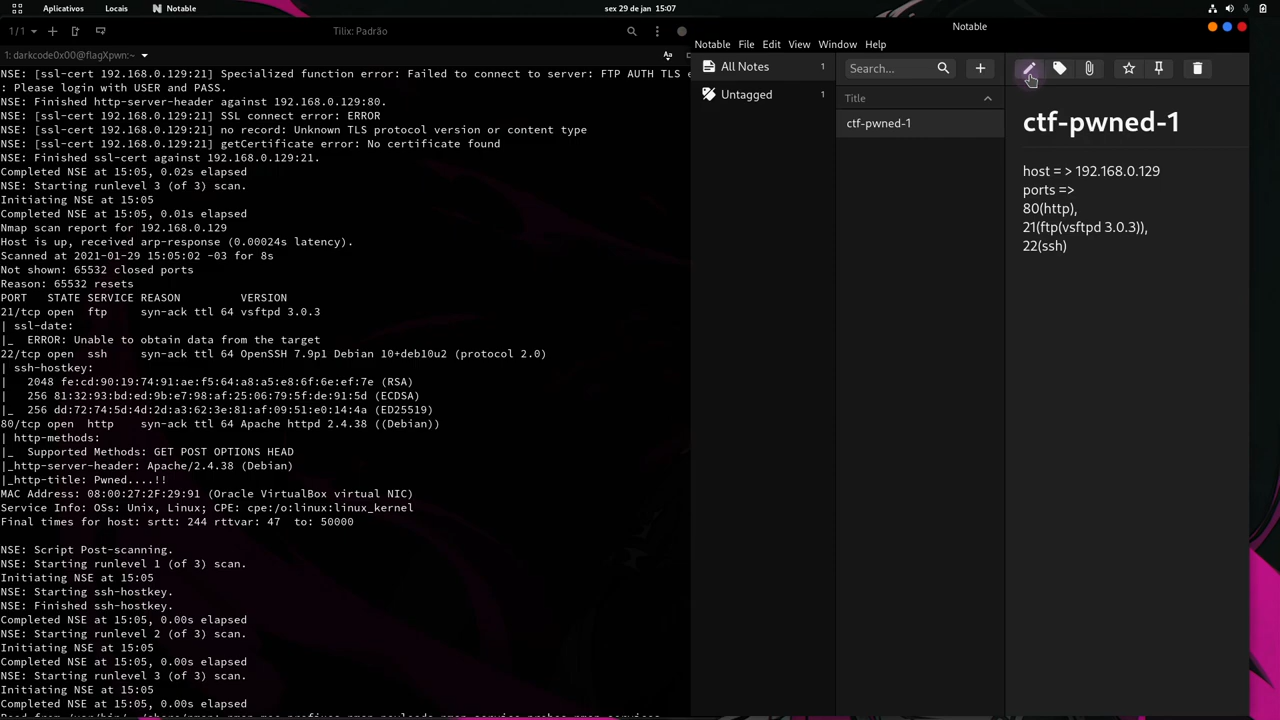 Aplicativos Locais Notable sex 29 de jan 15:07
1/1 Tilix: Padrão
1: darkcode0x00@flagXpwn:~
NSE: [ssl-cert 192.168.0.129:21] Specialized function error: Failed to connect to server: FTP AUTH TLS e
: Please login with USER and PASS.
NSE: Finished http-server-header against 192.168.0.129:80.
NSE: [ssl-cert 192.168.0.129:21] SSL connect error: ERROR
NSE: [ssl-cert 192.168.0.129:21] no record: Unknown TLS protocol version or content type
NSE: [ssl-cert 192.168.0.129:21] getCertificate error: No certificate found
NSE: Finished ssl-cert against 192.168.0.129:21.
Completed NSE at 15:05, 0.02s elapsed
NSE: Starting runlevel 3 (of 3) scan.
Initiating NSE at 15:05
Completed NSE at 15:05, 0.01s elapsed
Nmap scan report for 192.168.0.129
Host is up, received arp-response (0.00024s latency).
Scanned at 2021-01-29 15:05:02 -03 for 8s
Not shown: 65532 closed ports
Reason: 65532 resets
PORT STATE SERVICE REASON VERSION
21/tcp open ftp syn-ack ttl 64 vsftpd 3.0.3
| ssl-date:
|_ ERROR: Unable to obtain data from the target
22/tcp open ssh syn-ack ttl 64 OpenSSH 7.9p1 Debian 10+deb10u2 (protocol 2.0)
| ssh-hostkey:
| 2048 fe:cd:90:19:74:91:ae:f5:64:a8:a5:e8:6f:6e:ef:7e (RSA)
| 256 81:32:93:bd:ed:9b:e7:98:af:25:06:79:5f:de:91:5d (ECDSA)
|_ 256 dd:72:74:5d:4d:2d:a3:62:3e:81:af:09:51:e0:14:4a (ED25519)
80/tcp open http syn-ack ttl 64 Apache httpd 2.4.38 ((Debian))
| http-methods:
|_ Supported Methods: GET POST OPTIONS HEAD
|_http-server-header: Apache/2.4.38 (Debian)
|_http-title: Pwned....!!
MAC Address: 08:00:27:2F:29:91 (Oracle VirtualBox virtual NIC)
Service Info: OSs: Unix, Linux; CPE: cpe:/o:linux:linux_kernel
Final times for host: srtt: 244 rttvar: 47 to: 50000
NSE: Script Post-scanning.
NSE: Starting runlevel 1 (of 3) scan.
Initiating NSE at 15:05
NSE: Starting ssh-hostkey.
NSE: Finished ssh-hostkey.
Completed NSE at 15:05, 0.00s elapsed
NSE: Starting runlevel 2 (of 3) scan.
Initiating NSE at 15:05
Completed NSE at 15:05, 0.00s elapsed
NSE: Starting runlevel 3 (of 3) scan.
Initiating NSE at 15:05
Completed NSE at 15:05, 0.00s elapsed
Notable
Notable File Edit View Window Help
All Notes 1
Untagged 1
Search...
Title
ctf-pwned-1
ctf-pwned-1
host = > 192.168.0.129
ports =>
80(http),
21(ftp(vsftpd 3.0.3)),
22(ssh)